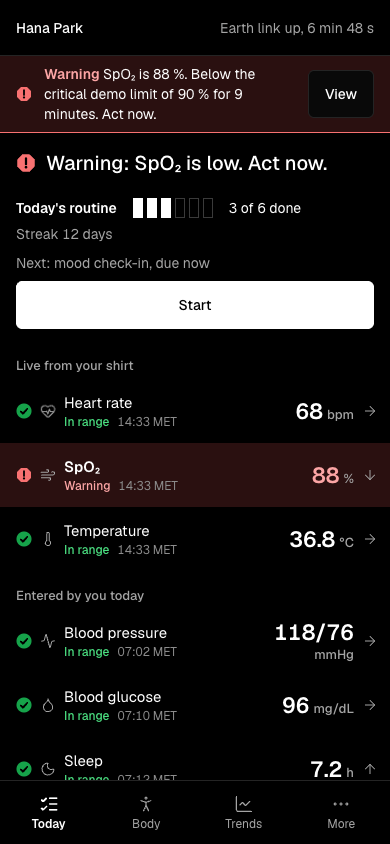 Hana Park
Earth link up, 6 min 48 s
Warning SpO₂ is 88 %. Below the
critical demo limit of 90 % for 9
minutes. Act now.
View
Warning: SpO₂ is low. Act now.
Today's routine
3 of 6 done
Streak 12 days
Next: mood check-in, due now
Start
Live from your shirt
Heart rate
In range 14:33 MET
68 bpm
SpO₂
Warning 14:33 MET
88 %
Temperature
In range 14:33 MET
36.8 °C
Entered by you today
Blood pressure
In range 07:02 MET
118/76
mmHg
Blood glucose
In range 07:10 MET
96 mg/dL
Sleep
In range 07:12 MET
7.2 h
Today
Body
Trends
More